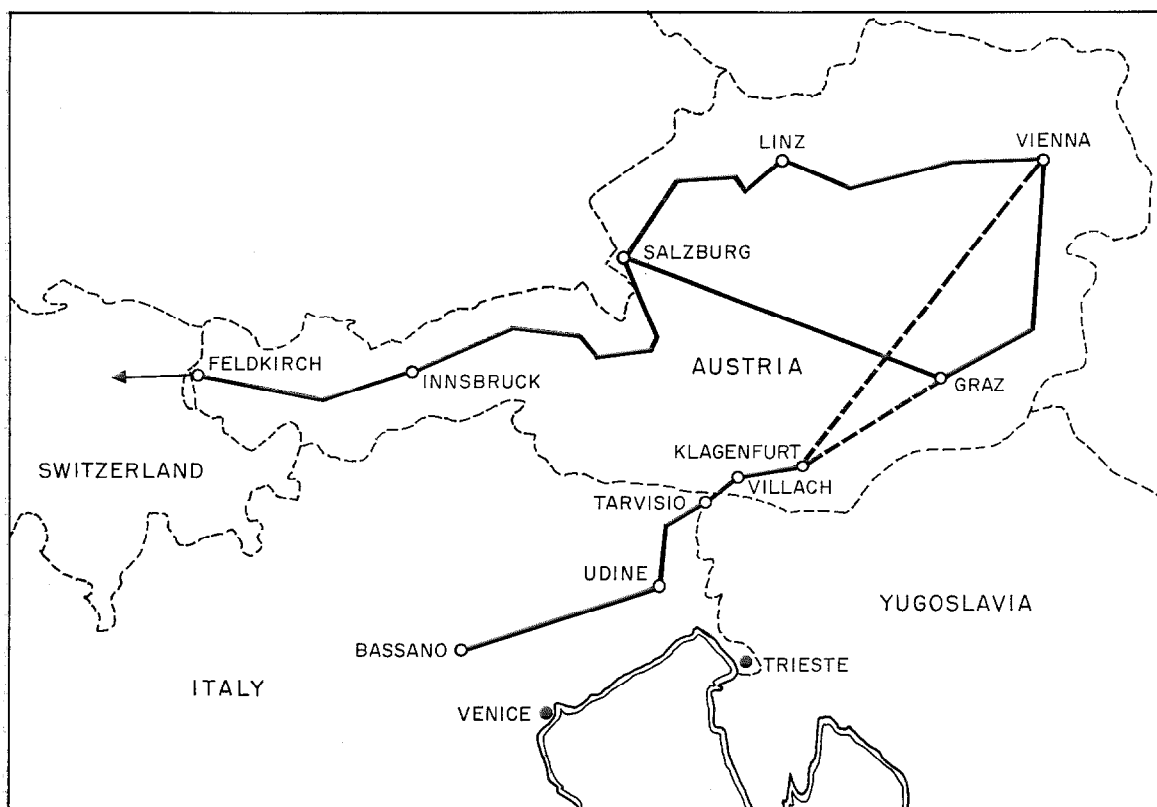 LINZ
VIENNA
SALZBURG
FELDKIRCH
INNSBRUCK
AUSTRIA
GRAZ
KLAGENFURT
SWITZERLAND
VILLACH
TARVISIO
UDINE
YUGOSLAVIA
BASSANO
TRIESTE
ITALY
VENICE